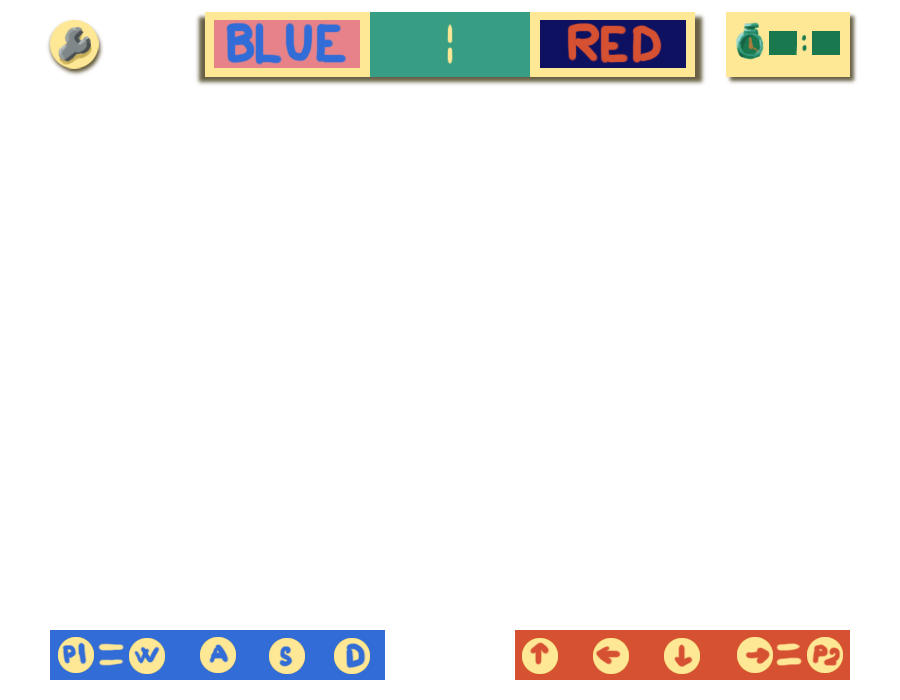 BLUE | RED :
P1 = W A S D ↑ ← ↓ → = P2